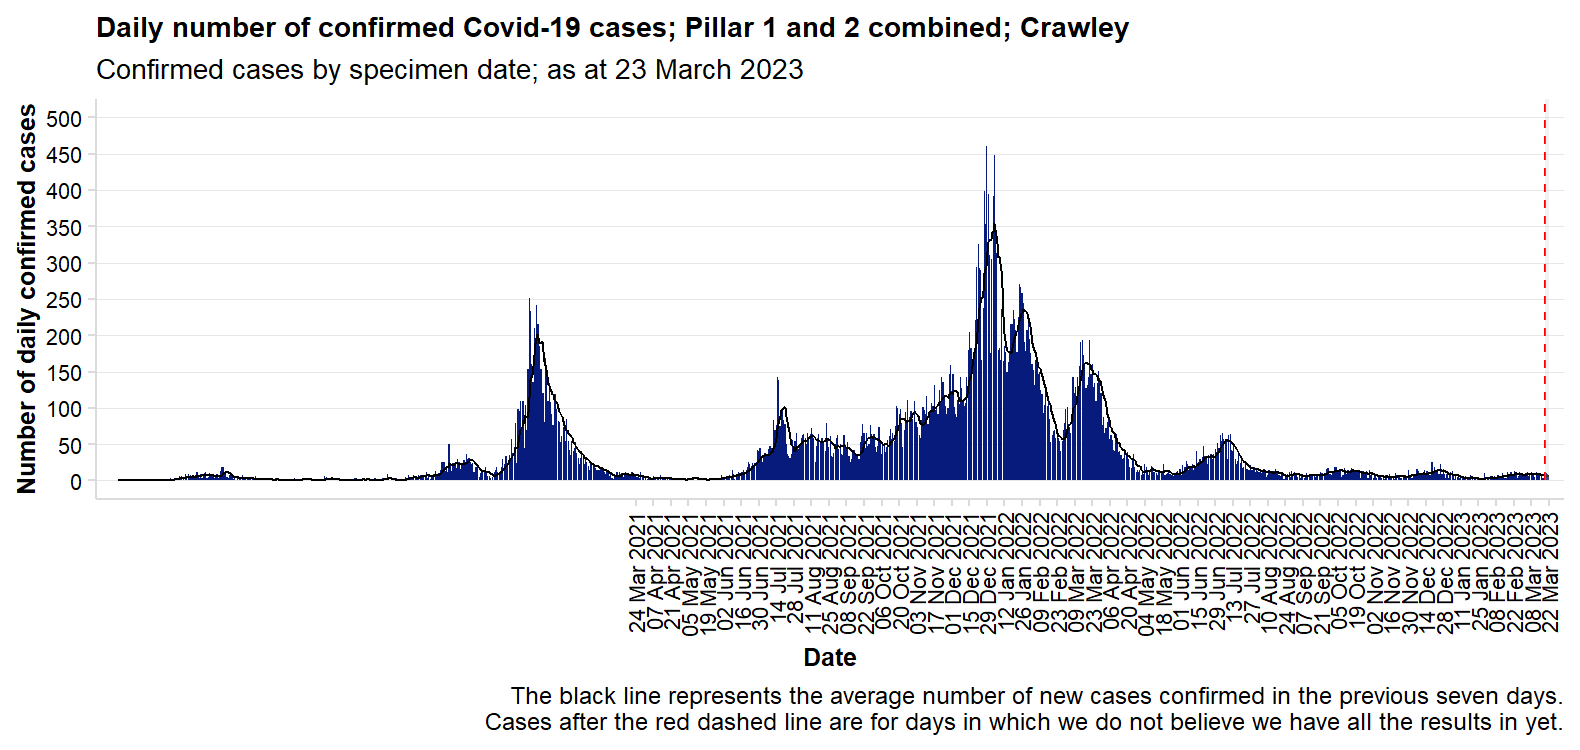 Daily number of confirmed Covid-19 cases; Pillar 1 and 2 combined; Crawley
Confirmed cases by specimen date; as at 23 March 2023
Number of daily confirmed cases
500
450
400
350
300
250
200
150
100
50
0
24 Mar 2021
07 Apr 2021
21 Apr 2021
05 May 2021
19 May 2021
02 Jun 2021
16 Jun 2021
30 Jun 2021
14 Jul 2021
28 Jul 2021
11 Aug 2021
25 Aug 2021
08 Sep 2021
22 Sep 2021
06 Oct 2021
20 Oct 2021
03 Nov 2021
17 Nov 2021
01 Dec 2021
15 Dec 2021
29 Dec 2021
12 Jan 2022
26 Jan 2022
09 Feb 2022
23 Feb 2022
09 Mar 2022
23 Mar 2022
06 Apr 2022
20 Apr 2022
04 May 2022
18 May 2022
01 Jun 2022
15 Jun 2022
29 Jun 2022
13 Jul 2022
27 Jul 2022
10 Aug 2022
24 Aug 2022
07 Sep 2022
21 Sep 2022
05 Oct 2022
19 Oct 2022
02 Nov 2022
16 Nov 2022
30 Nov 2022
14 Dec 2022
28 Dec 2022
11 Jan 2023
25 Jan 2023
08 Feb 2023
22 Feb 2023
08 Mar 2023
22 Mar 2023
Date
The black line represents the average number of new cases confirmed in the previous seven days.
Cases after the red dashed line are for days in which we do not believe we have all the results in yet.